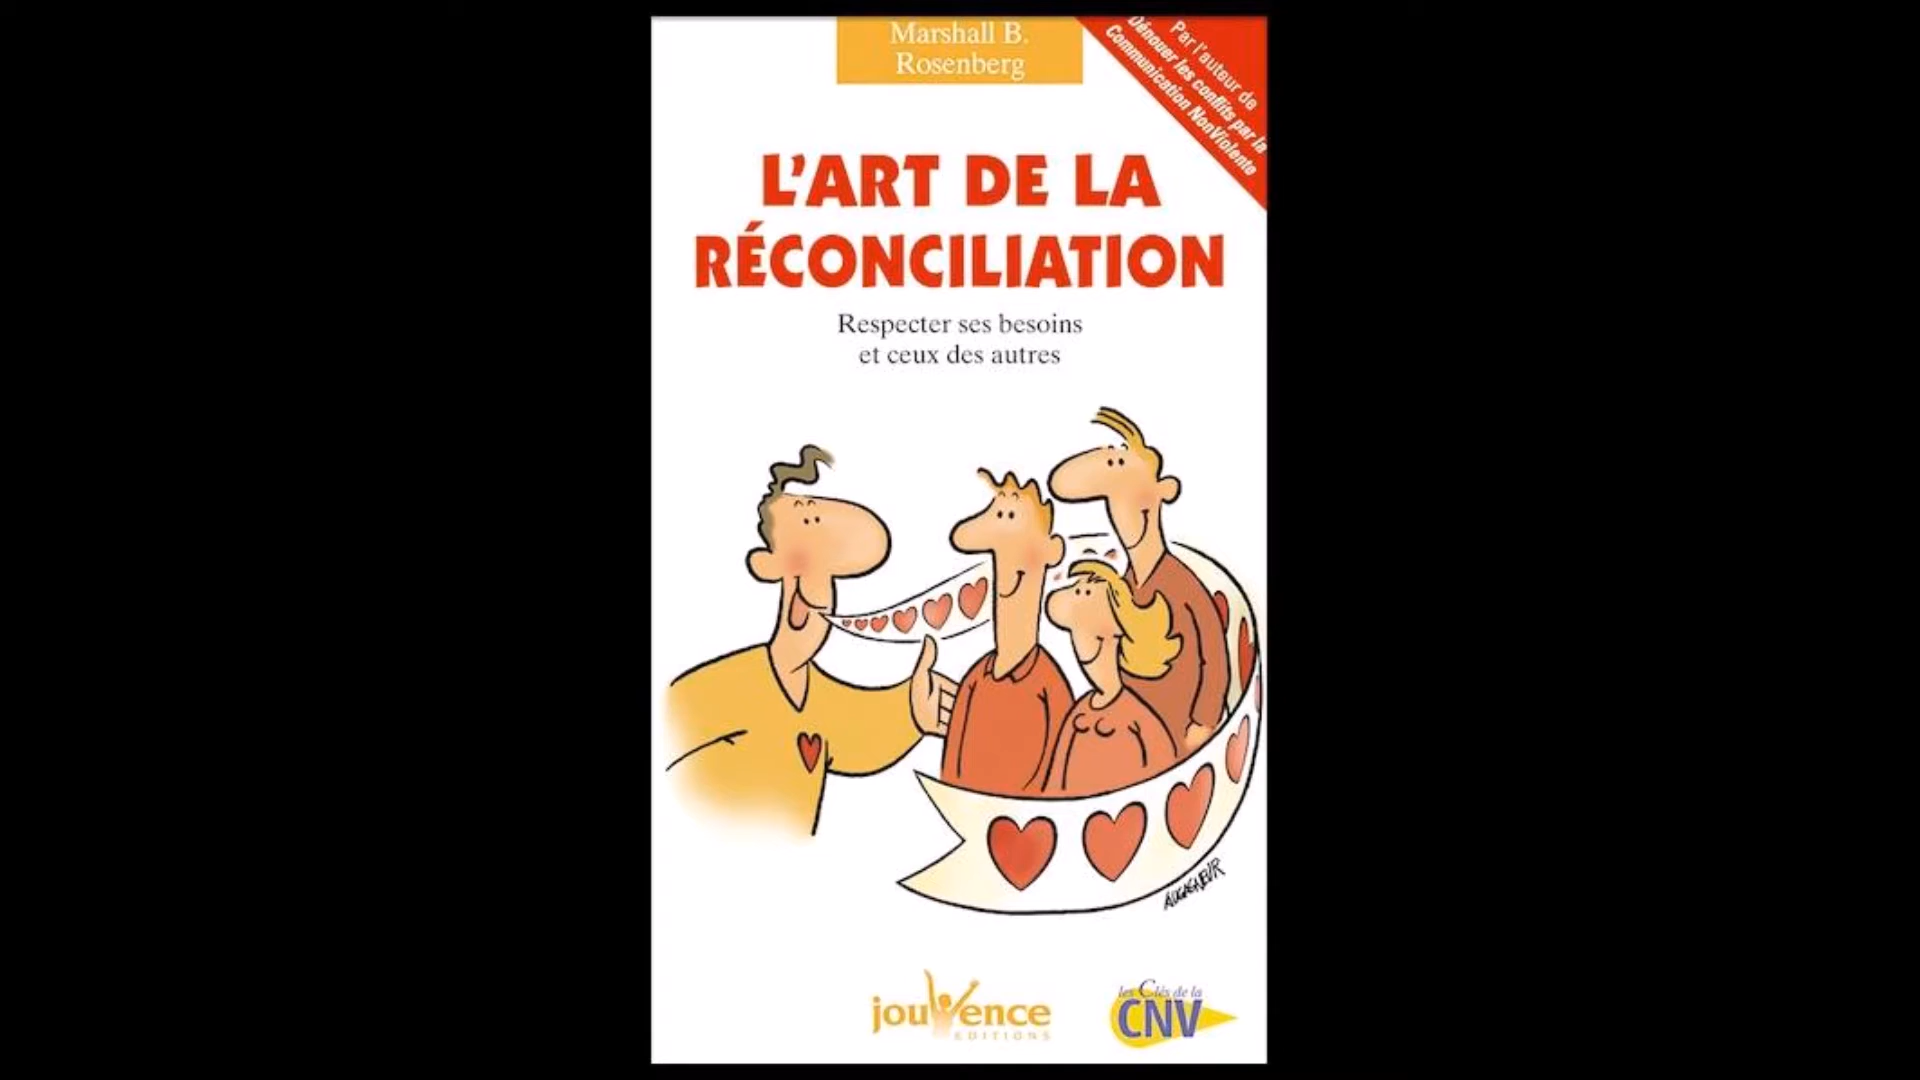 Marshall B.
Rosenberg
Par l'auteur de
Dénouer les conflits par la
Communication NonViolente
L'ART DE LA
RÉCONCILIATION
Respecter ses besoins
et ceux des autres
AUGAGNEUR
jouvence
EDITIONS
les Clés de la
CNV